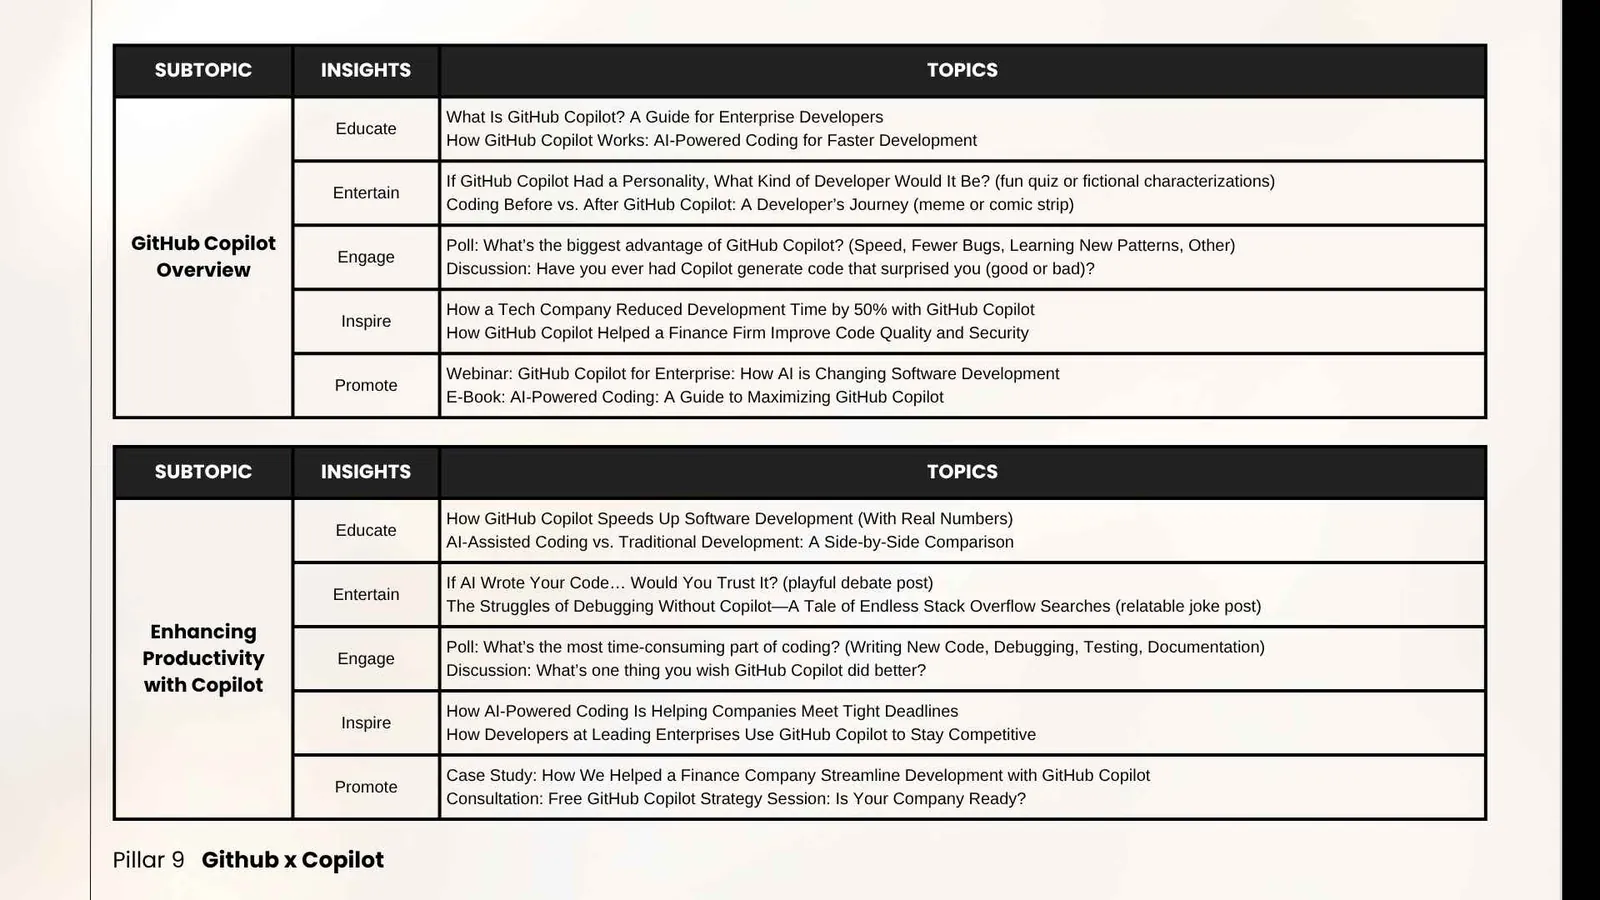 SUBTOPIC INSIGHTS TOPICS
GitHub Copilot
Overview
Educate
What Is GitHub Copilot? A Guide for Enterprise Developers
How GitHub Copilot Works: AI-Powered Coding for Faster Development
Entertain
If GitHub Copilot Had a Personality, What Kind of Developer Would It Be? (fun quiz or fictional characterizations)
Coding Before vs. After GitHub Copilot: A Developer’s Journey (meme or comic strip)
Engage
Poll: What’s the biggest advantage of GitHub Copilot? (Speed, Fewer Bugs, Learning New Patterns, Other)
Discussion: Have you ever had Copilot generate code that surprised you (good or bad)?
Inspire
How a Tech Company Reduced Development Time by 50% with GitHub Copilot
How GitHub Copilot Helped a Finance Firm Improve Code Quality and Security
Promote
Webinar: GitHub Copilot for Enterprise: How AI is Changing Software Development
E-Book: AI-Powered Coding: A Guide to Maximizing GitHub Copilot
SUBTOPIC INSIGHTS TOPICS
Enhancing
Productivity
with Copilot
Educate
How GitHub Copilot Speeds Up Software Development (With Real Numbers)
AI-Assisted Coding vs. Traditional Development: A Side-by-Side Comparison
Entertain
If AI Wrote Your Code… Would You Trust It? (playful debate post)
The Struggles of Debugging Without Copilot—A Tale of Endless Stack Overflow Searches (relatable joke post)
Engage
Poll: What’s the most time-consuming part of coding? (Writing New Code, Debugging, Testing, Documentation)
Discussion: What’s one thing you wish GitHub Copilot did better?
Inspire
How AI-Powered Coding Is Helping Companies Meet Tight Deadlines
How Developers at Leading Enterprises Use GitHub Copilot to Stay Competitive
Promote
Case Study: How We Helped a Finance Company Streamline Development with GitHub Copilot
Consultation: Free GitHub Copilot Strategy Session: Is Your Company Ready?
Pillar 9 Github x Copilot